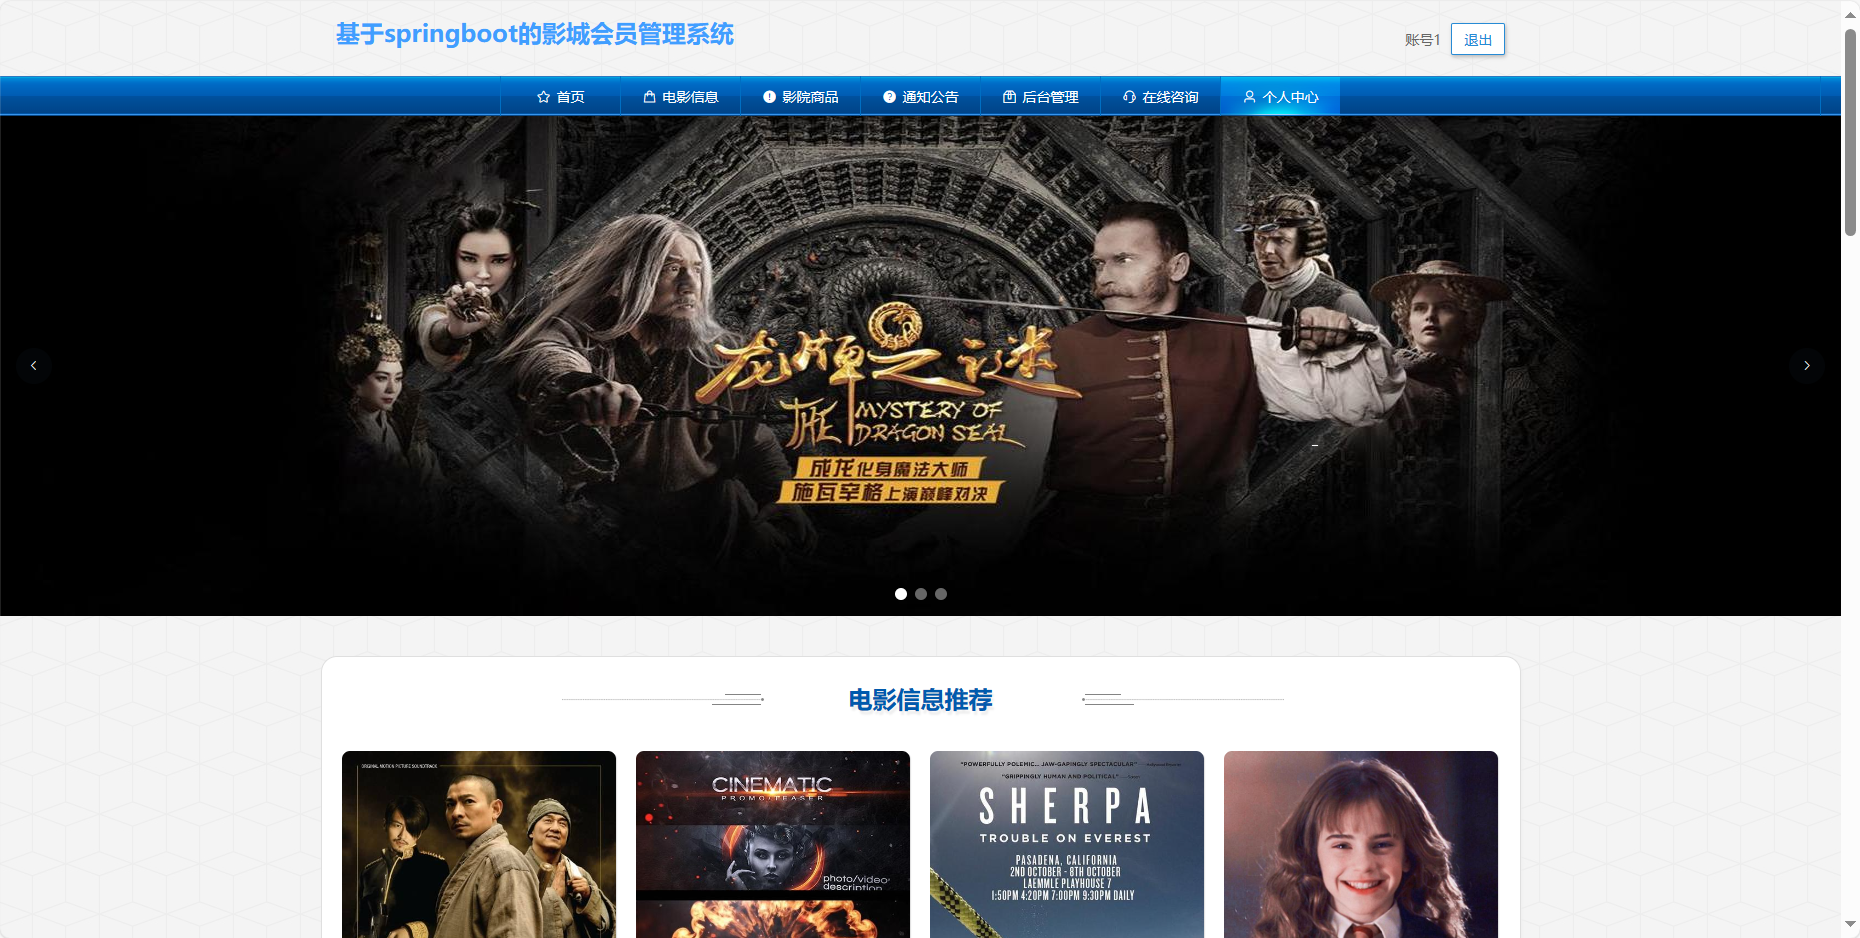 基于springboot的影城会员管理系统
账号1 退出
首页 电影信息 影院商品 通知公告 后台管理 在线咨询 个人中心
龙牌之谜
THE MYSTERY OF
DRAGON SEAL
成龙化身魔法大师
施瓦辛格上演巅峰对决
电影信息推荐
ORIGINAL MOTION PICTURE SOUNDTRACK
CINEMATIC
PROMO/TEASER
photo/video
description
"POWERFULLY POLEMIC... JAW-GAPINGLY SPECTACULAR"
"GRIPPINGLY HUMAN AND POLITICAL"
SHERPA
TROUBLE ON EVEREST
PASADENA, CALIFORNIA
2ND OCTOBER - 8TH OCTOBER
LAEMMLE PLAYHOUSE 7
1:50PM 4:20PM 7:00PM 9:30PM DAILY